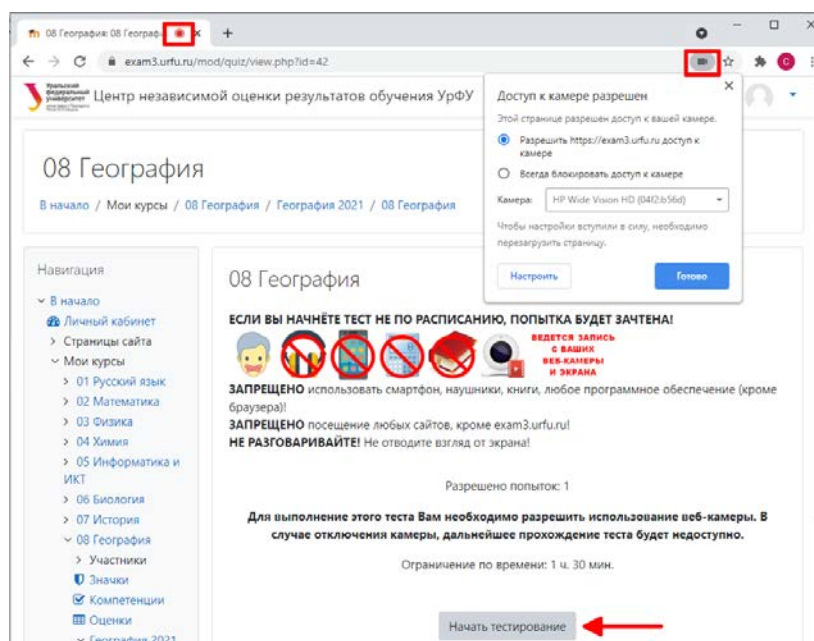 08 География: 08 Географи
exam3.urfu.ru/mod/quiz/view.php?id=42
C
Уральский
федеральный
университет
Центр независимой оценки результатов обучения УрФУ
Доступ к камере разрешен
Этой странице разрешен доступ к вашей камере.
Разрешить https://exam3.urfu.ru доступ к
камере
Всегда блокировать доступ к камере
Камера: HP Wide Vision HD (04f2:b56d)
Чтобы настройки вступили в силу, необходимо
перезагрузить страницу.
Настроить Готово
08 География
В начало / Мои курсы / 08 География / География 2021 / 08 География
Навигация
В начало
Личный кабинет
Страницы сайта
Мои курсы
01 Русский язык
02 Математика
03 Физика
04 Химия
05 Информатика и
ИКТ
06 Биология
07 История
08 География
Участники
Значки
Компетенции
Оценки
География 2021
08 География
ЕСЛИ ВЫ НАЧНЁТЕ ТЕСТ НЕ ПО РАСПИСАНИЮ, ПОПЫТКА БУДЕТ ЗАЧТЕНА!
ВЕДЕТСЯ ЗАПИСЬ
С ВАШИХ
ВЕБ-КАМЕРЫ
И ЭКРАНА
ЗАПРЕЩЕНО использовать смартфон, наушники, книги, любое программное обеспечение (кроме
браузера)!
ЗАПРЕЩЕНО посещение любых сайтов, кроме exam3.urfu.ru!
НЕ РАЗГОВАРИВАЙТЕ! Не отводите взгляд от экрана!
Разрешено попыток: 1
Для выполнение этого теста Вам необходимо разрешить использование веб-камеры. В
случае отключения камеры, дальнейшее прохождение теста будет недоступно.
Ограничение по времени: 1 ч. 30 мин.
Начать тестирование